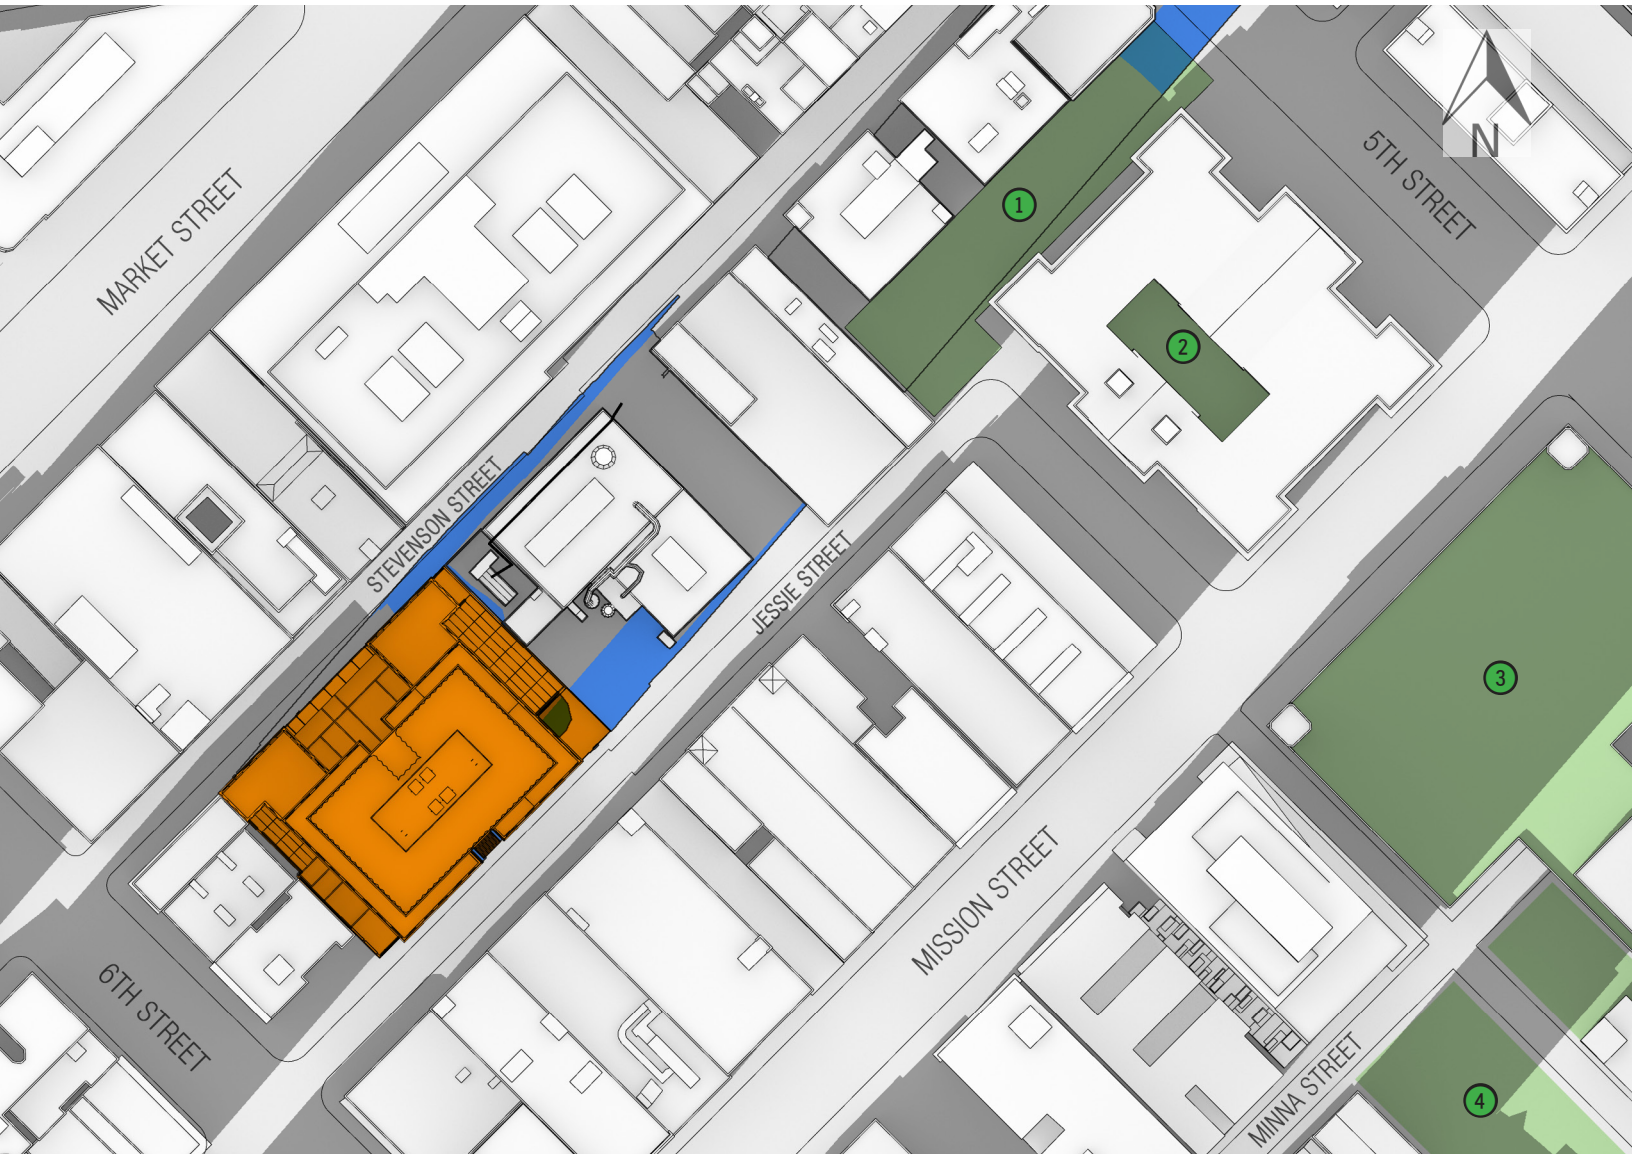 N
5TH STREET
MARKET STREET
1
2
STEVENSON STREET
JESSIE STREET
3
MISSION STREET
6TH STREET
MINNA STREET
4